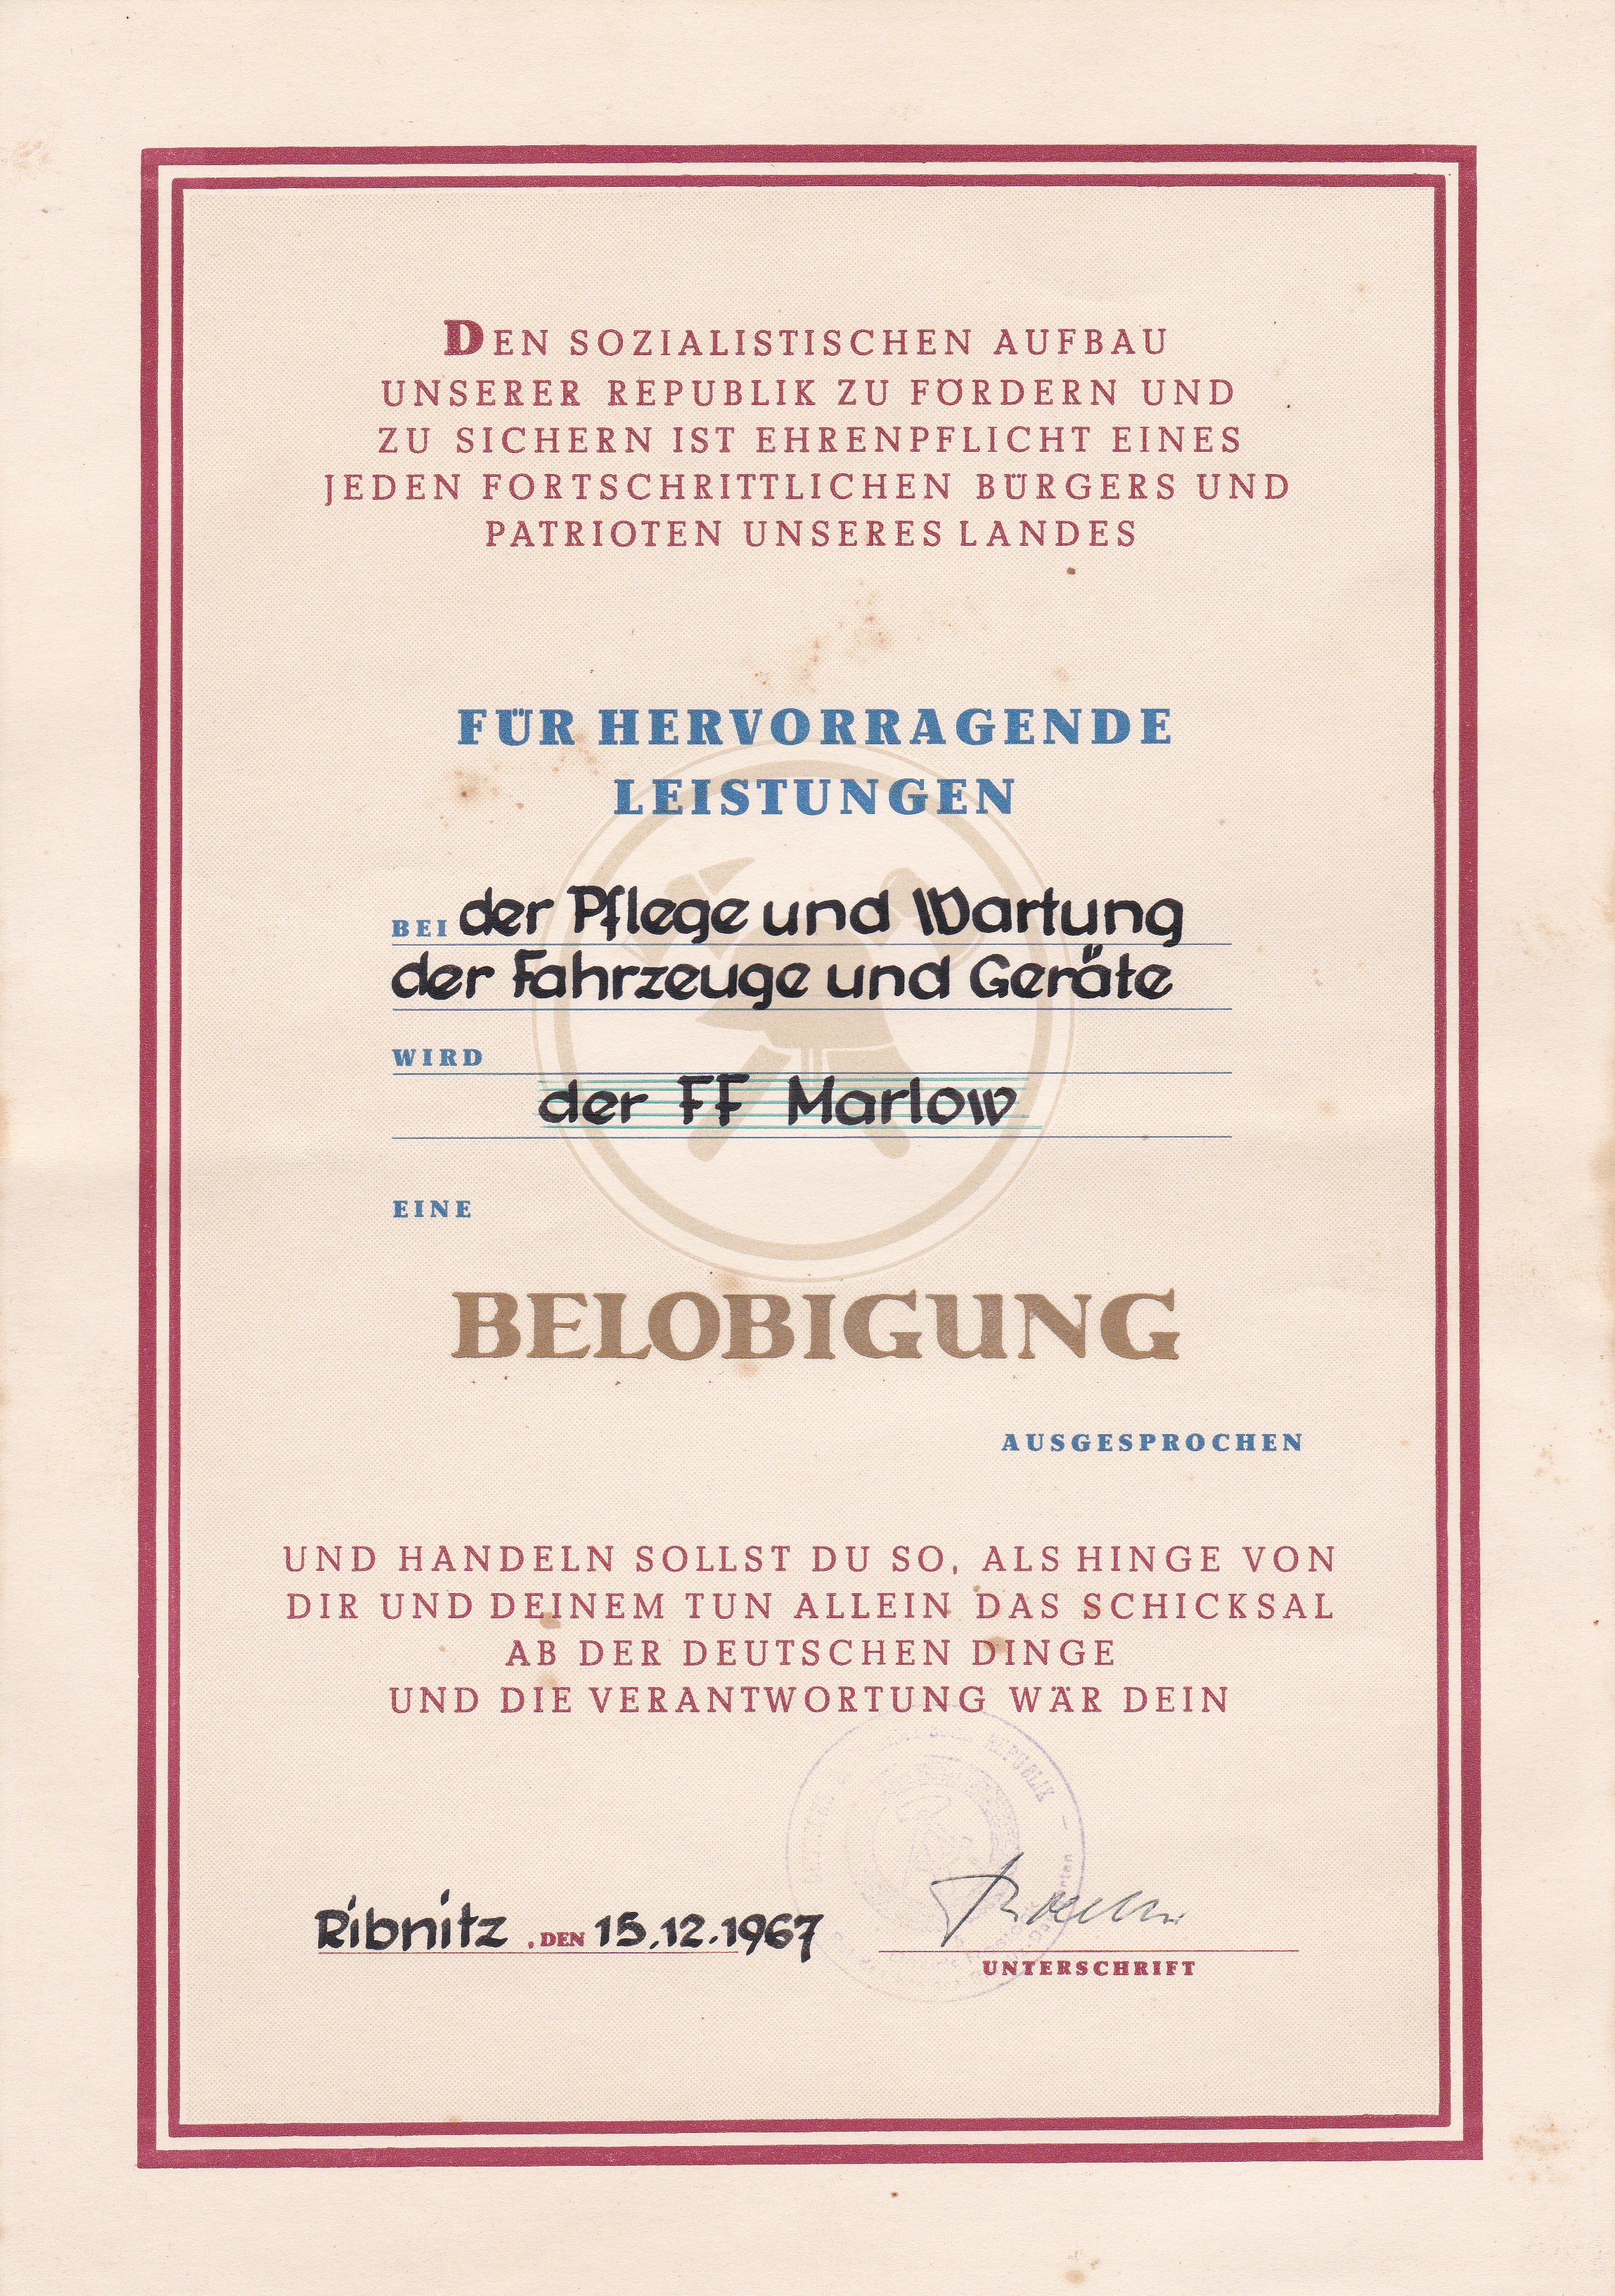 DEN SOZIALISTISCHEN AUFBAU
UNSERER REPUBLIK ZU FÖRDERN UND
ZU SICHERN IST EHRENPFLICHT EINES
JEDEN FORTSCHRITTLICHEN BÜRGERS UND
PATRIOTEN UNSERES LANDES
FÜR HERVORRAGENDE
LEISTUNGEN
BEI der Pflege und Wartung
der Fahrzeuge und Geräte
WIRD
der FF Marlow
EINE
BELOBIGUNG
AUSGESPROCHEN
UND HANDELN SOLLST DU SO, ALS HINGE VON
DIR UND DEINEM TUN ALLEIN DAS SCHICKSAL
AB DER DEUTSCHEN DINGE
UND DIE VERANTWORTUNG WÄR DEIN
REPUBLIK
Ribnitz, DEN 15.12.1967
UNTERSCHRIFT